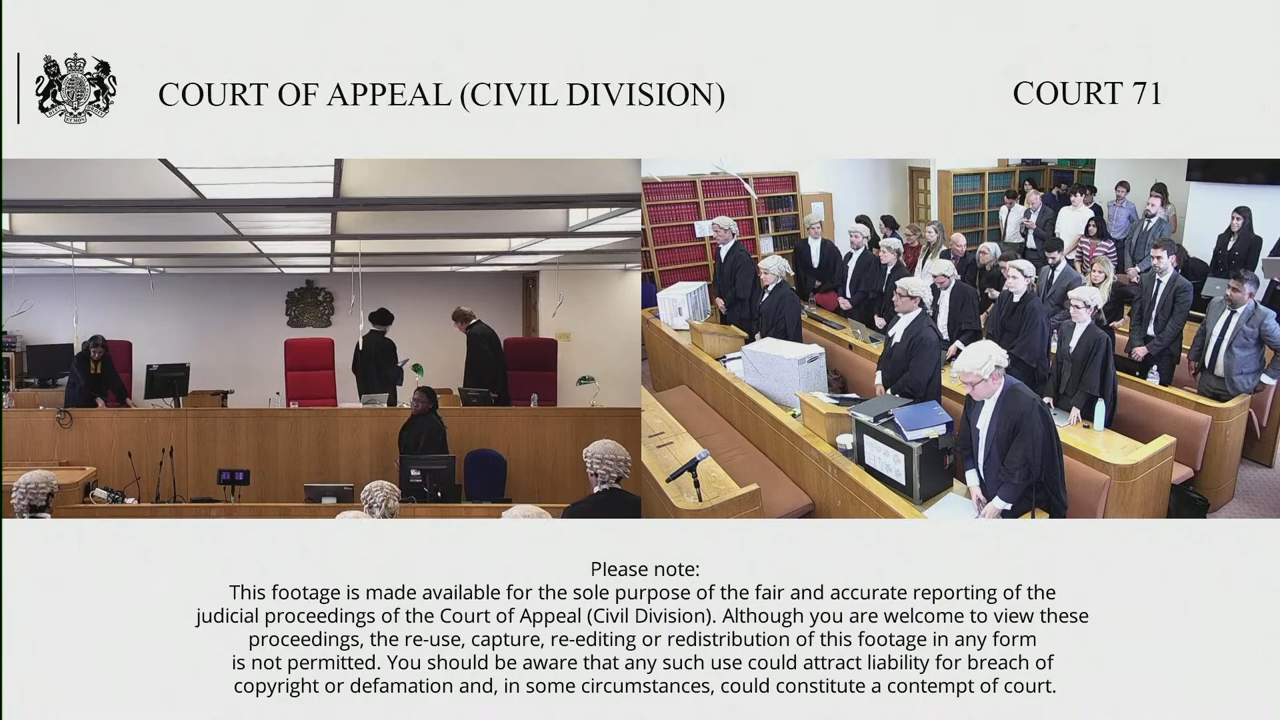 COURT OF APPEAL (CIVIL DIVISION)
COURT 71
Please note:
This footage is made available for the sole purpose of the fair and accurate reporting of the
judicial proceedings of the Court of Appeal (Civil Division). Although you are welcome to view these
proceedings, the re-use, capture, re-editing or redistribution of this footage in any form
is not permitted. You should be aware that any such use could attract liability for breach of
copyright or defamation and, in some circumstances, could constitute a contempt of court.